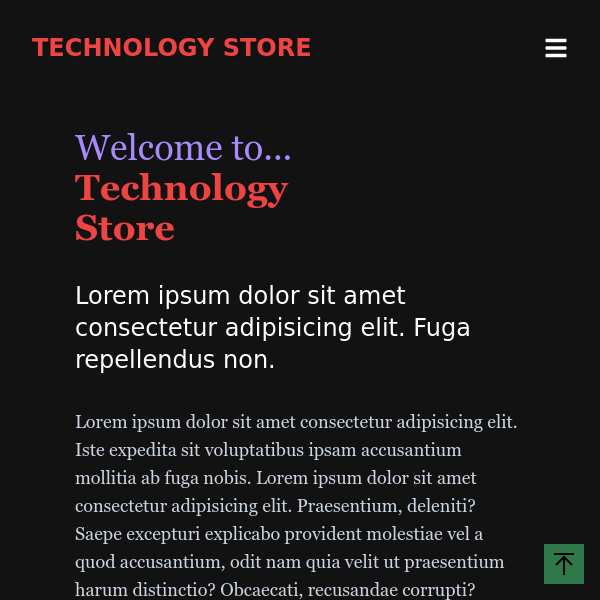 TECHNOLOGY STORE
Welcome to...
Technology
Store
Lorem ipsum dolor sit amet
consectetur adipisicing elit. Fuga
repellendus non.
Lorem ipsum dolor sit amet consectetur adipisicing elit.
Iste expedita sit voluptatibus ipsam accusantium
mollitia ab fuga nobis. Lorem ipsum dolor sit amet
consectetur adipisicing elit. Praesentium, deleniti?
Saepe excepturi explicabo provident molestiae vel a
quod accusantium, odit nam quia velit ut praesentium
harum distinctio? Obcaecati, recusandae corrupti?